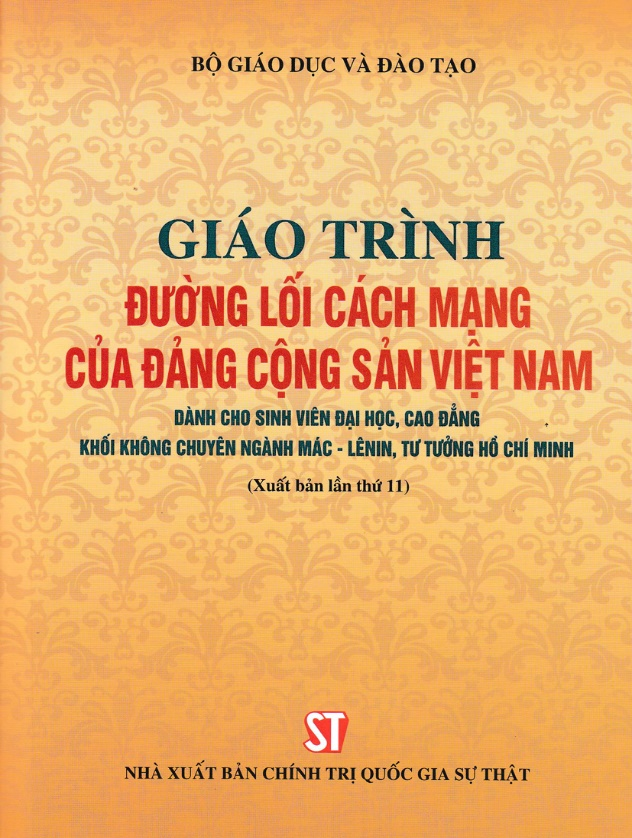 BỘ GIÁO DỤC VÀ ĐÀO TẠO
GIÁO TRÌNH
ĐƯỜNG LỐI CÁCH MẠNG
CỦA ĐẢNG CỘNG SẢN VIỆT NAM
DÀNH CHO SINH VIÊN ĐẠI HỌC, CAO ĐẲNG
KHỐI KHÔNG CHUYÊN NGÀNH MÁC - LÊNIN, TƯ TƯỞNG HỒ CHÍ MINH
(Xuất bản lần thứ 11)
ST
NHÀ XUẤT BẢN CHÍNH TRỊ QUỐC GIA SỰ THẬT